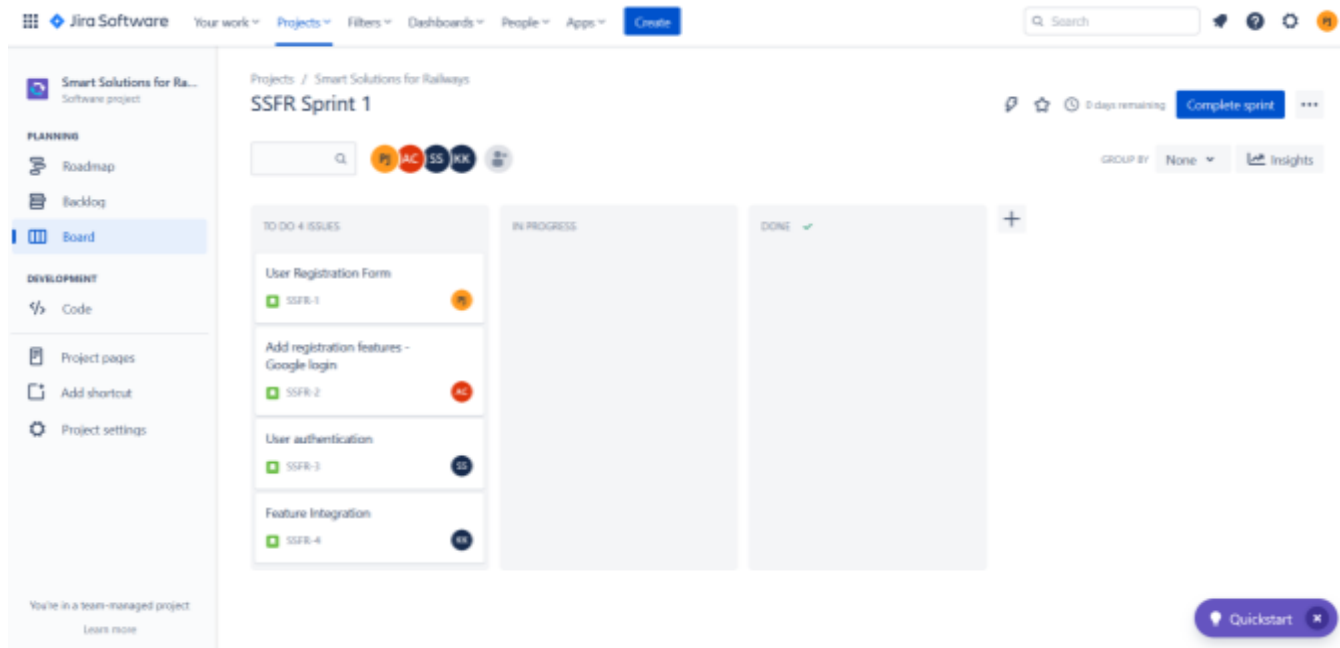 Jira Software Your work Projects Filters Dashboards People Apps Create Search PJ
Smart Solutions for Ra...
Software project
PLANNING
Roadmap
Backlog
Board
DEVELOPMENT
Code
Project pages
Add shortcut
Project settings
You're in a team-managed project
Learn more
Projects / Smart Solutions for Railways
SSFR Sprint 1
0 days remaining Complete sprint
PJ AC SS KK
GROUP BY None Insights
TO DO 4 ISSUES
User Registration Form
SSFR-1 PJ
Add registration features -
Google login
SSFR-2 AC
User authentication
SSFR-3 SS
Feature Integration
SSFR-4 KK
IN PROGRESS
DONE
Quickstart